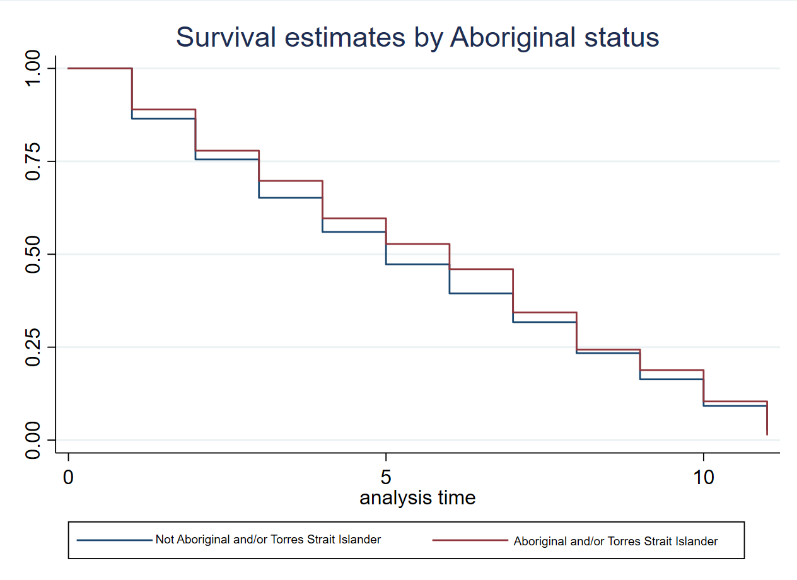 Survival estimates by Aboriginal status
1.00
0.75
0.50
0.25
0.00
0 5 10
analysis time
Not Aboriginal and/or Torres Strait Islander Aboriginal and/or Torres Strait Islander